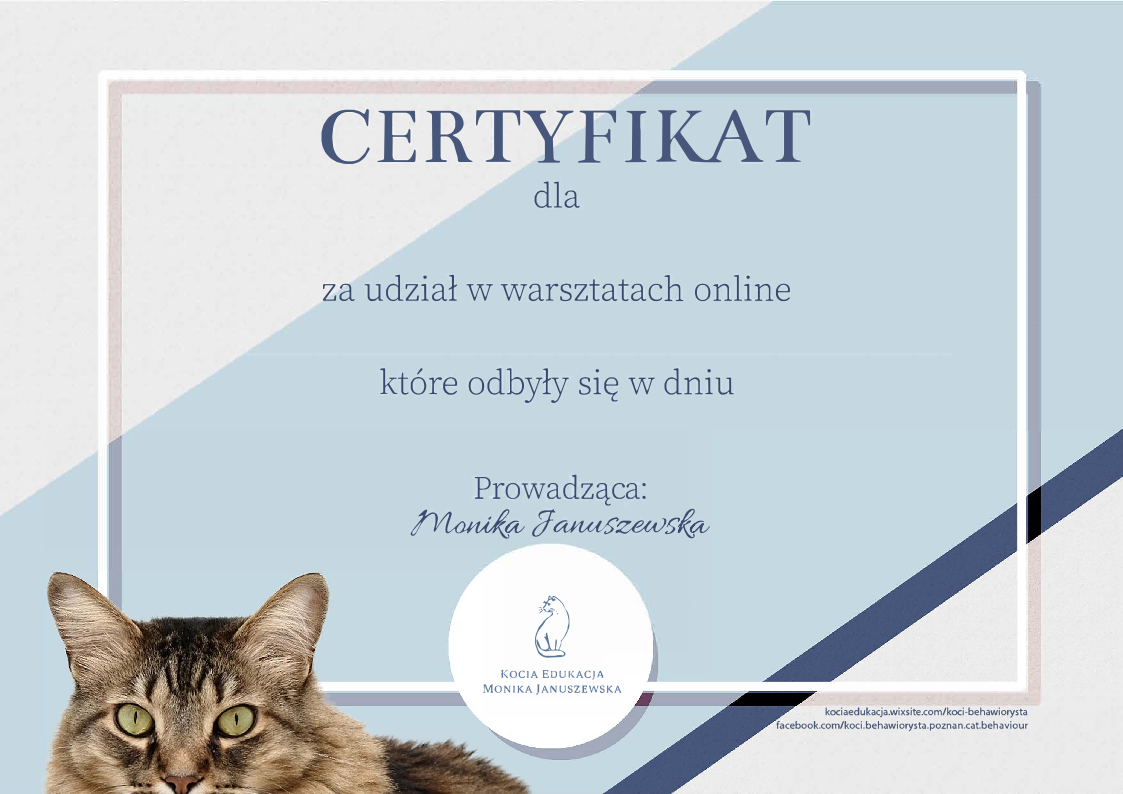 CERTYFIKAT
dla
za udział w warsztatach online
które odbyły się w dniu
Prowadząca:
Monika Januszewska
Kocia Edukacja
Monika Januszewska
kociaedukacja.wixsite.com/koci-behawiorysta
facebook.com/koci.behawiorysta.poznan.cat.behaviour